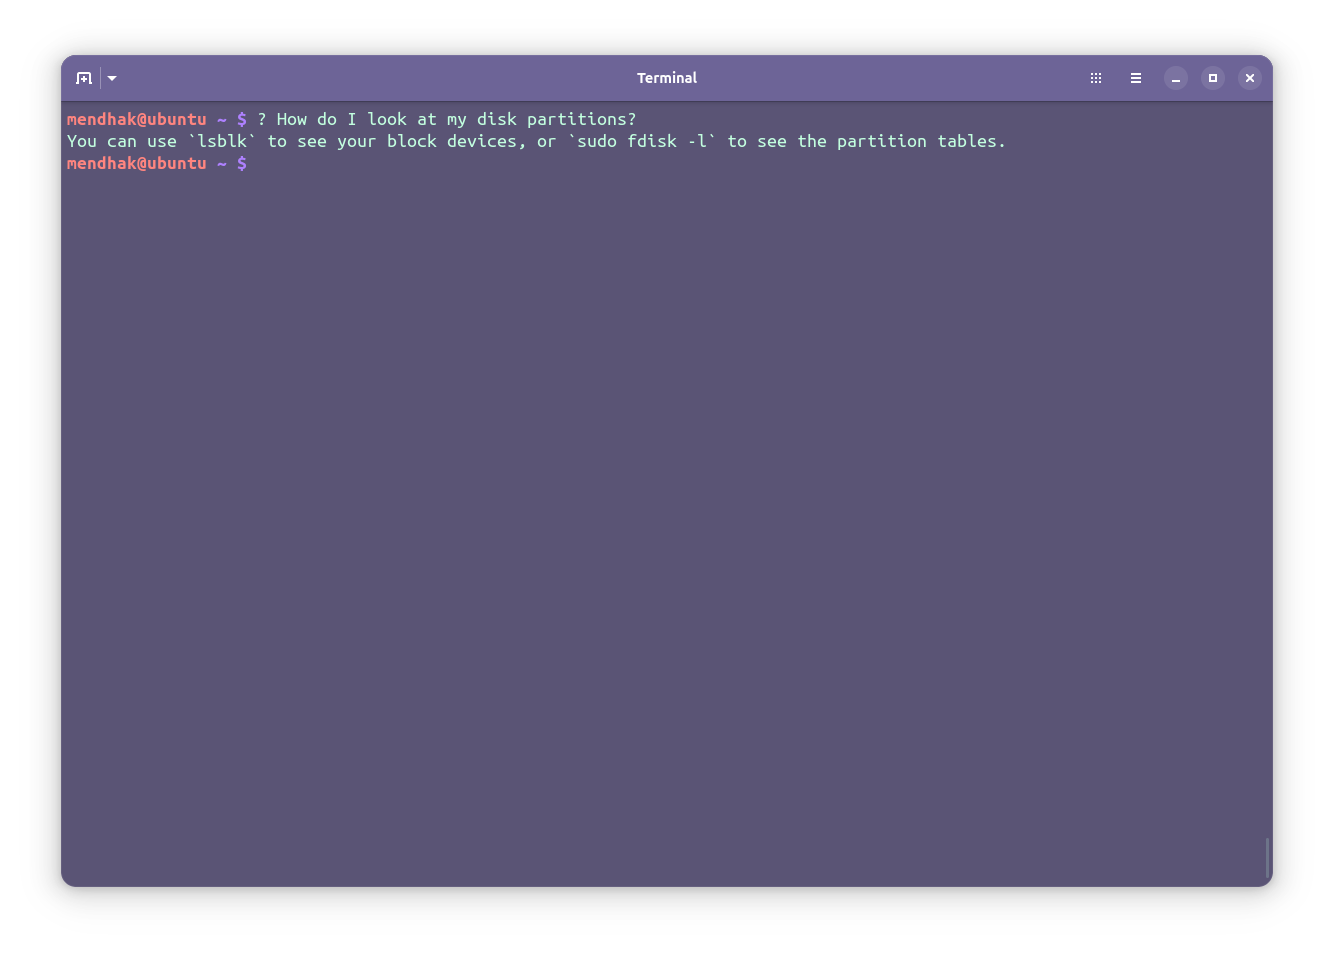 Terminal
mendhak@ubuntu ~ $ ? How do I look at my disk partitions?
You can use `lsblk` to see your block devices, or `sudo fdisk -l` to see the partition tables.
mendhak@ubuntu ~ $